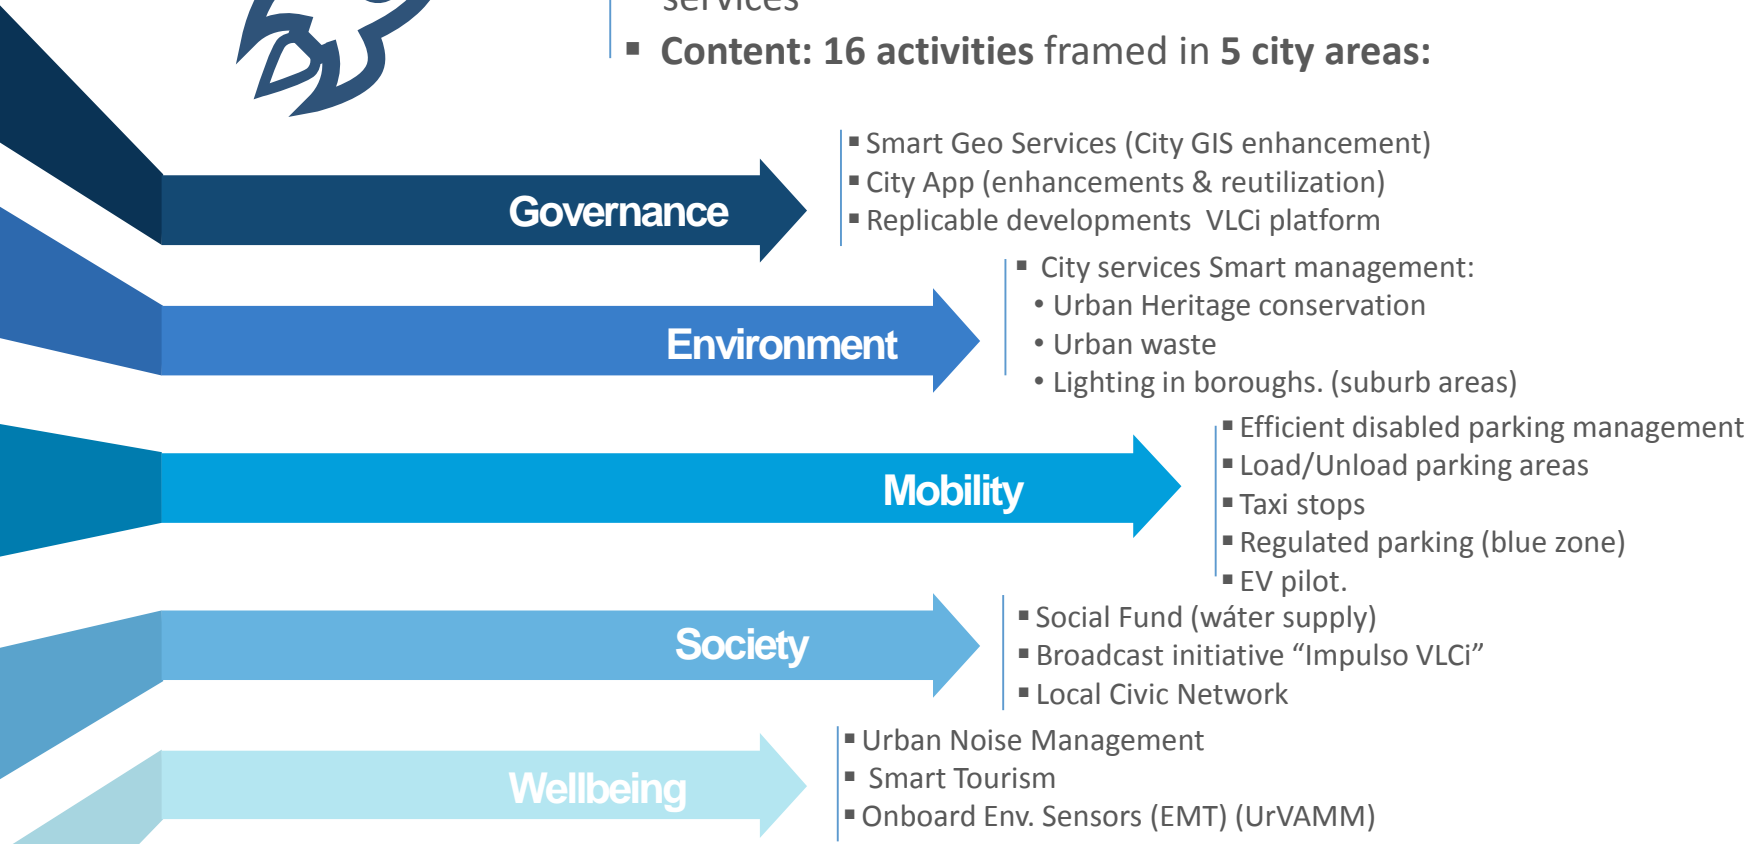 services
▪ Content: 16 activities framed in 5 city areas:
Governance
▪ Smart Geo Services (City GIS enhancement)
▪ City App (enhancements & reutilization)
▪ Replicable developments  VLCi platform
Environment
▪ City services Smart management:
• Urban Heritage conservation
• Urban waste
• Lighting in boroughs. (suburb areas)
Mobility
▪ Efficient disabled parking management
▪ Load/Unload parking areas
▪ Taxi stops
▪ Regulated parking (blue zone)
▪ EV pilot.
Society
▪ Social Fund (wáter supply)
▪ Broadcast initiative “Impulso VLCi”
▪ Local Civic Network
Wellbeing
▪ Urban Noise Management
▪ Smart Tourism
▪ Onboard Env. Sensors (EMT) (UrVAMM)